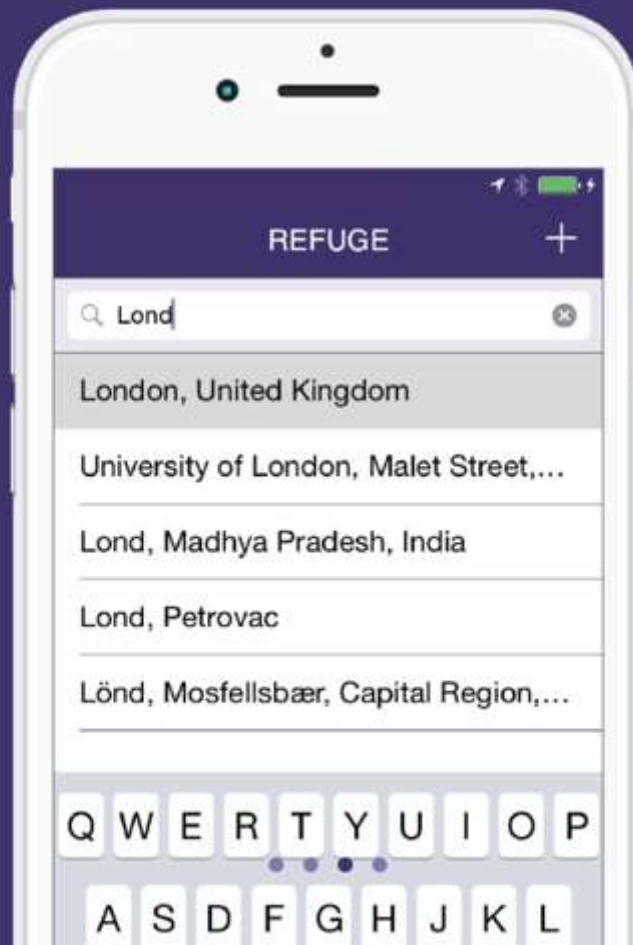 REFUGE
Lond
London, United Kingdom
University of London, Malet Street,...
Lond, Madhya Pradesh, India
Lond, Petrovac
Lönd, Mosfellsbær, Capital Region,...
Q W E R T Y U I O P
A S D F G H J K L